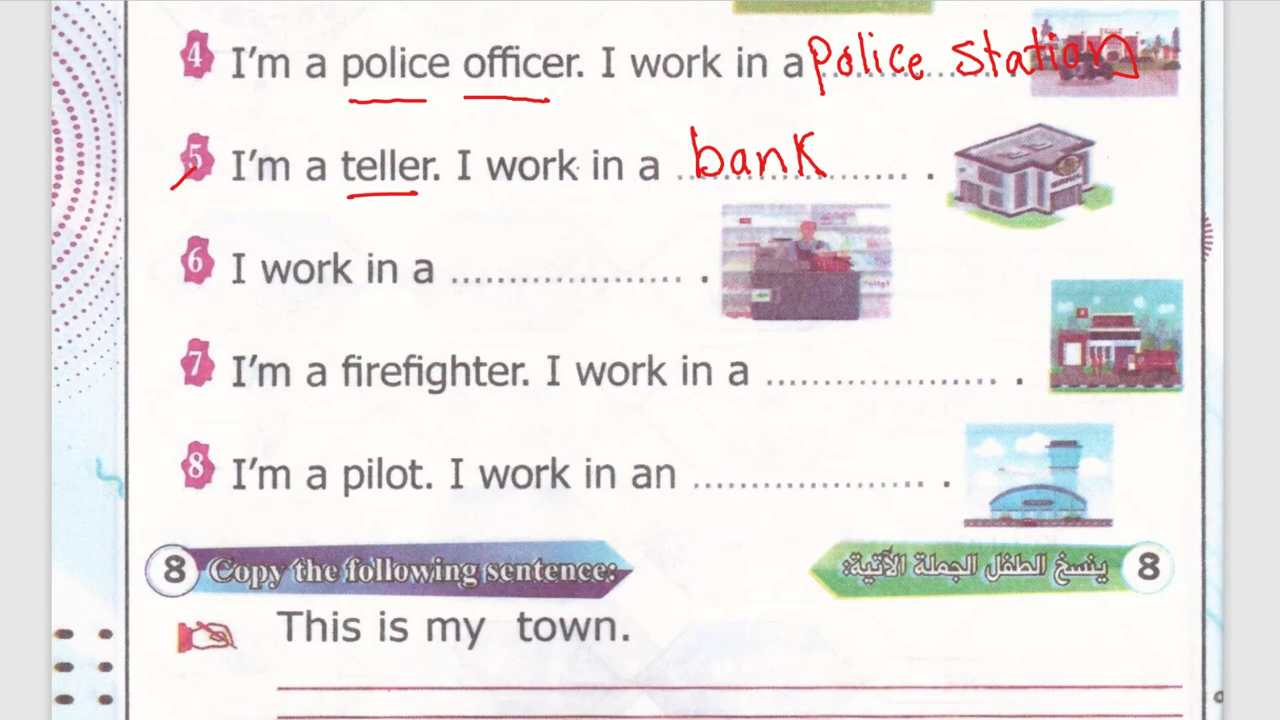 4 I'm a police officer. I work in a police station
5 I'm a teller. I work in a bank .
6 I work in a .................... .
7 I'm a firefighter. I work in a .................... .
8 I'm a pilot. I work in an .................... .
8 Copy the following sentence: ينسخ الطفل الجملة الآتية: 8
This is my town.